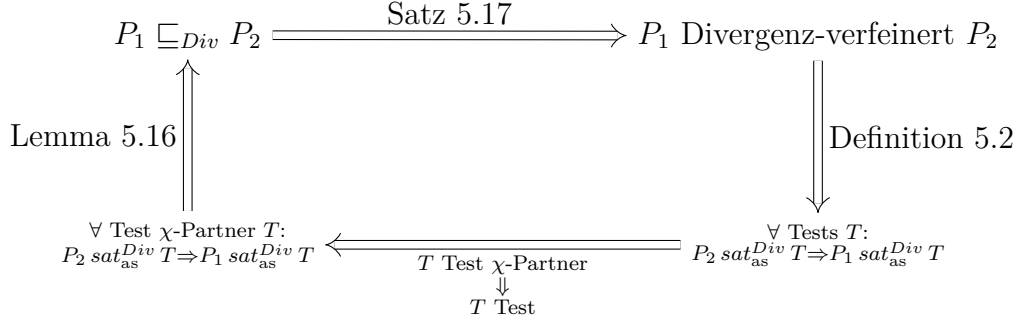 Satz 5.17
P₁ ⊑_Div P₂
P₁ Divergenz-verfeinert P₂
Lemma 5.16
Definition 5.2
∀ Test χ-Partner T:
P₂ sat_as^Div T⇒P₁ sat_as^Div T
∀ Tests T:
P₂ sat_as^Div T⇒P₁ sat_as^Div T
T Test χ-Partner
⇓
T Test